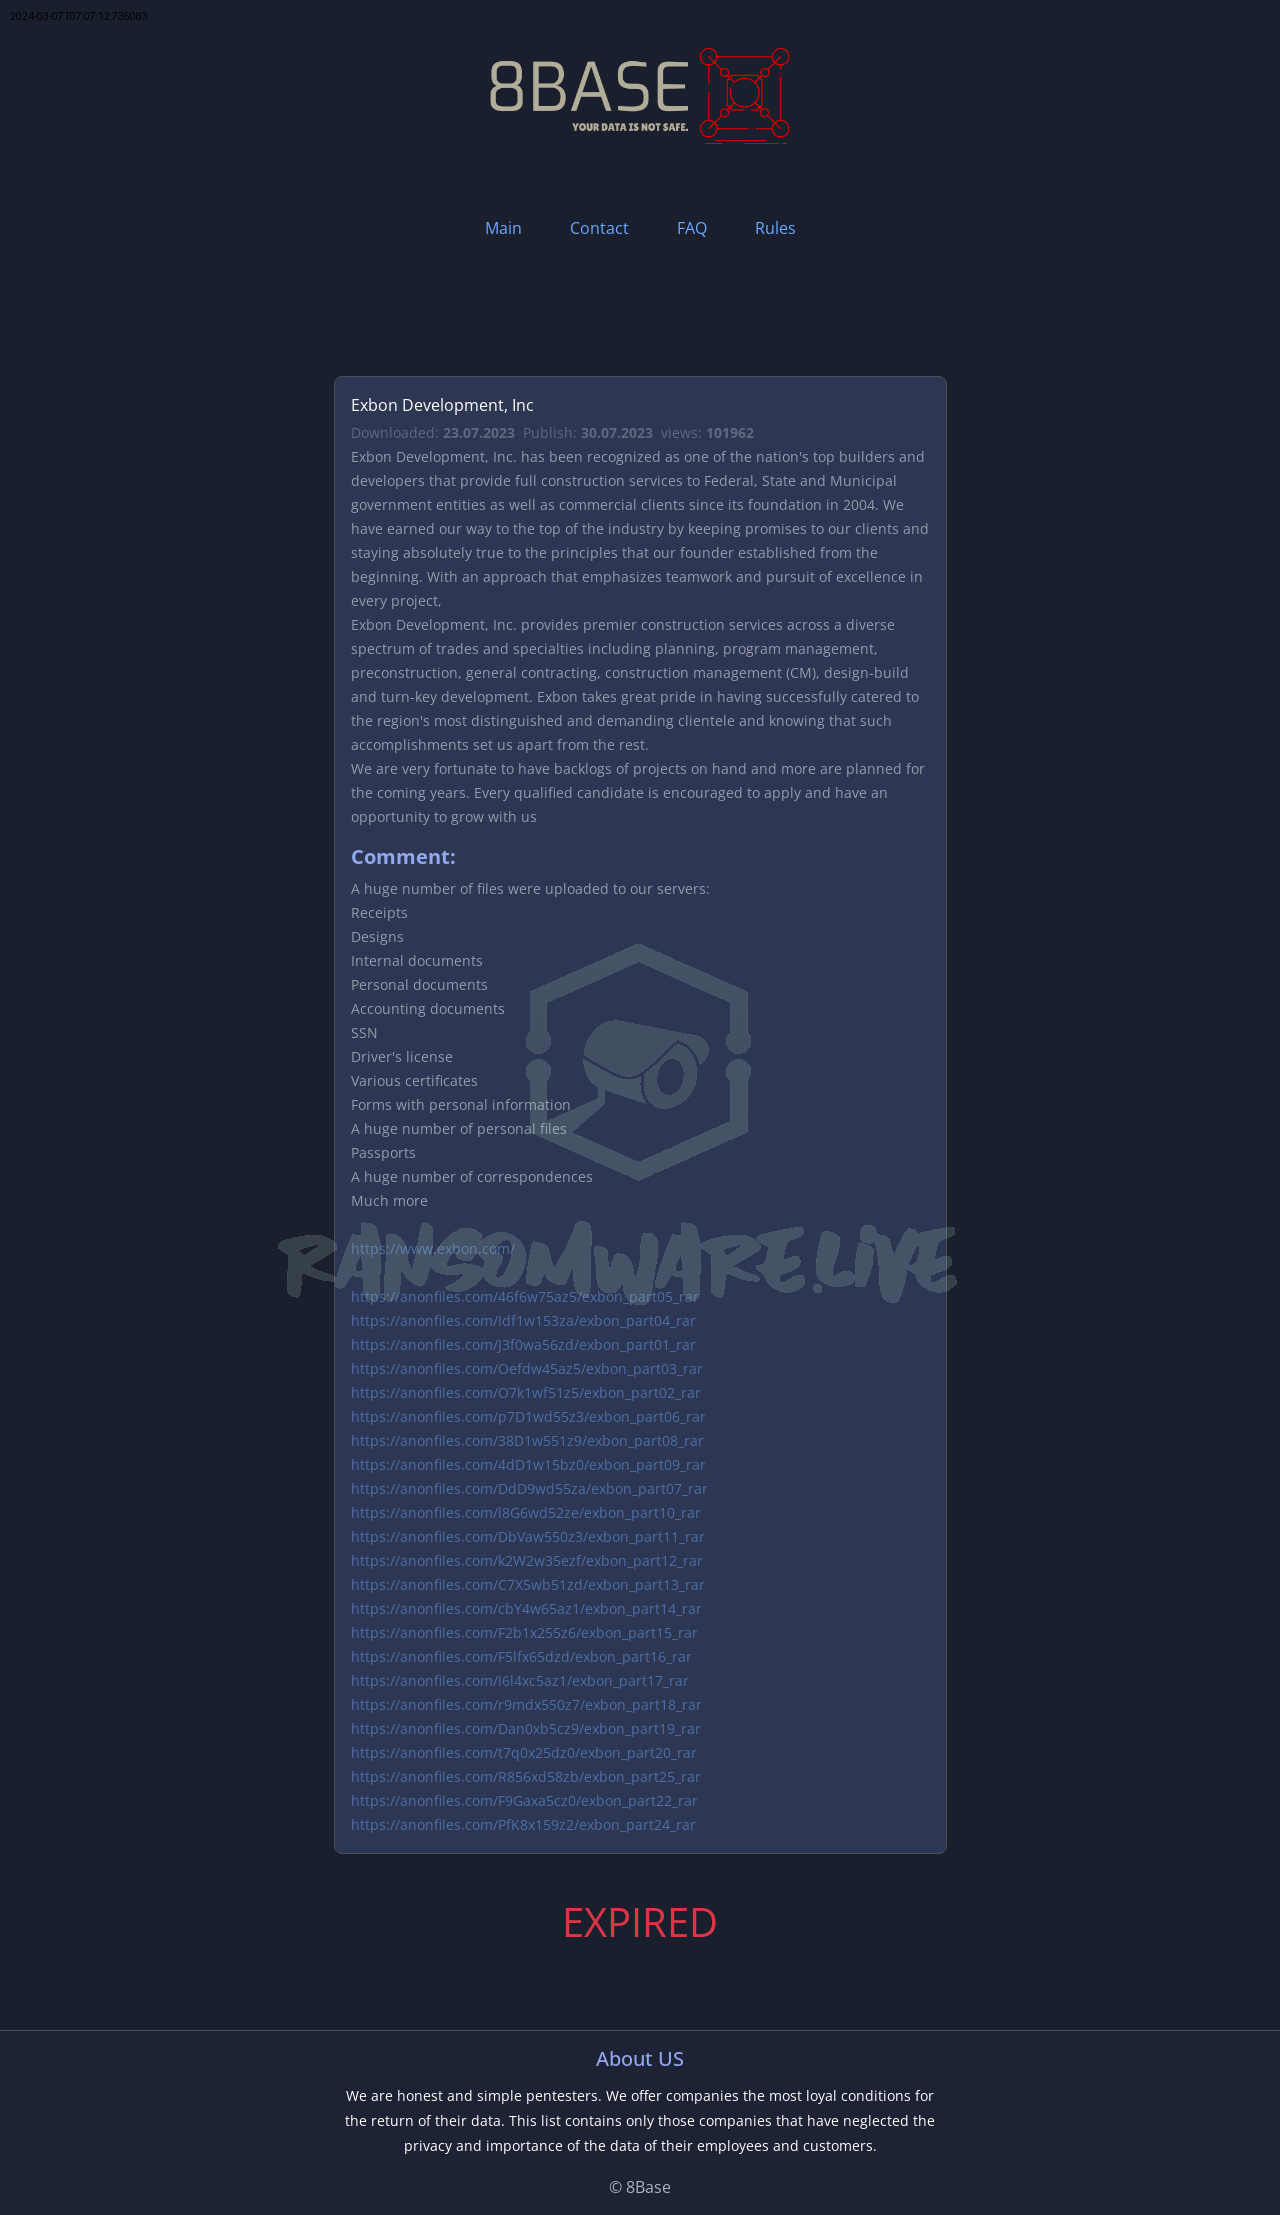 2024-03-07T07:07:12.735083
8BASE
YOUR DATA IS NOT SAFE.
Main Contact FAQ Rules
Exbon Development, Inc
Downloaded: 23.07.2023 Publish: 30.07.2023 views: 101962
Exbon Development, Inc. has been recognized as one of the nation's top builders and
developers that provide full construction services to Federal, State and Municipal
government entities as well as commercial clients since its foundation in 2004. We
have earned our way to the top of the industry by keeping promises to our clients and
staying absolutely true to the principles that our founder established from the
beginning. With an approach that emphasizes teamwork and pursuit of excellence in
every project,
Exbon Development, Inc. provides premier construction services across a diverse
spectrum of trades and specialties including planning, program management,
preconstruction, general contracting, construction management (CM), design-build
and turn-key development. Exbon takes great pride in having successfully catered to
the region's most distinguished and demanding clientele and knowing that such
accomplishments set us apart from the rest.
We are very fortunate to have backlogs of projects on hand and more are planned for
the coming years. Every qualified candidate is encouraged to apply and have an
opportunity to grow with us
Comment:
A huge number of files were uploaded to our servers:
Receipts
Designs
Internal documents
Personal documents
Accounting documents
SSN
Driver's license
Various certificates
Forms with personal information
A huge number of personal files
Passports
A huge number of correspondences
Much more
https://www.exbon.com/
RANSOMWARE.LIVE
https://anonfiles.com/46f6w75az5/exbon_part05_rar
https://anonfiles.com/Idf1w153za/exbon_part04_rar
https://anonfiles.com/J3f0wa56zd/exbon_part01_rar
https://anonfiles.com/Oefdw45az5/exbon_part03_rar
https://anonfiles.com/O7k1wf51z5/exbon_part02_rar
https://anonfiles.com/p7D1wd55z3/exbon_part06_rar
https://anonfiles.com/38D1w551z9/exbon_part08_rar
https://anonfiles.com/4dD1w15bz0/exbon_part09_rar
https://anonfiles.com/DdD9wd55za/exbon_part07_rar
https://anonfiles.com/l8G6wd52ze/exbon_part10_rar
https://anonfiles.com/DbVaw550z3/exbon_part11_rar
https://anonfiles.com/k2W2w35ezf/exbon_part12_rar
https://anonfiles.com/C7X5wb51zd/exbon_part13_rar
https://anonfiles.com/cbY4w65az1/exbon_part14_rar
https://anonfiles.com/F2b1x255z6/exbon_part15_rar
https://anonfiles.com/F5lfx65dzd/exbon_part16_rar
https://anonfiles.com/I6l4xc5az1/exbon_part17_rar
https://anonfiles.com/r9mdx550z7/exbon_part18_rar
https://anonfiles.com/Dan0xb5cz9/exbon_part19_rar
https://anonfiles.com/t7q0x25dz0/exbon_part20_rar
https://anonfiles.com/R856xd58zb/exbon_part25_rar
https://anonfiles.com/F9Gaxa5cz0/exbon_part22_rar
https://anonfiles.com/PfK8x159z2/exbon_part24_rar
EXPIRED
About US
We are honest and simple pentesters. We offer companies the most loyal conditions for
the return of their data. This list contains only those companies that have neglected the
privacy and importance of the data of their employees and customers.
© 8Base